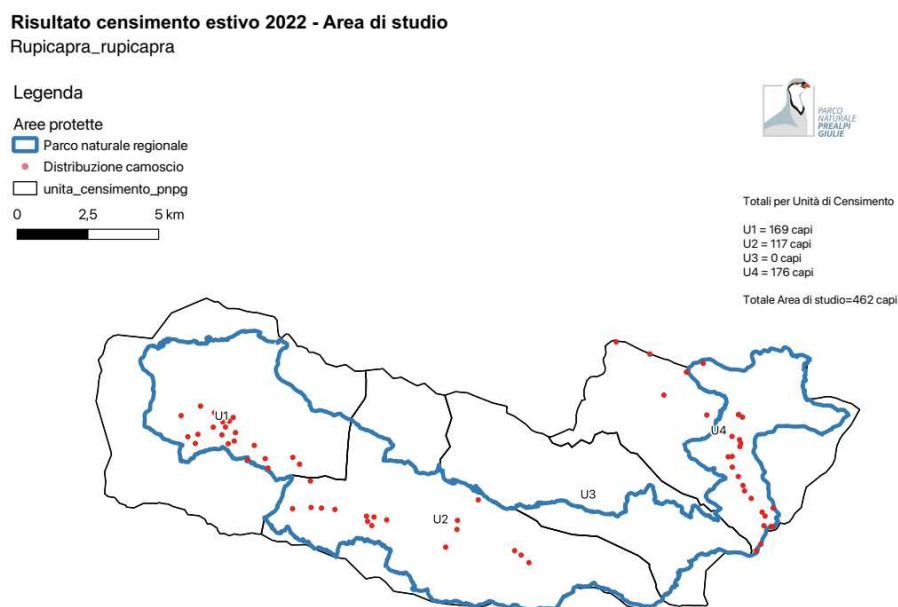 Risultato censimento estivo 2022 - Area di studio
Rupicapra_rupicapra
Legenda
Aree protette
Parco naturale regionale
Distribuzione camoscio
unita_censimento_pnpg
0 2,5 5 km
PARCO
NATURALE
PREALPI
GIULIE
Totali per Unità di Censimento
U1 = 169 capi
U2 = 117 capi
U3 = 0 capi
U4 = 176 capi
Totale Area di studio=462 capi
U1
U4
U3
U2